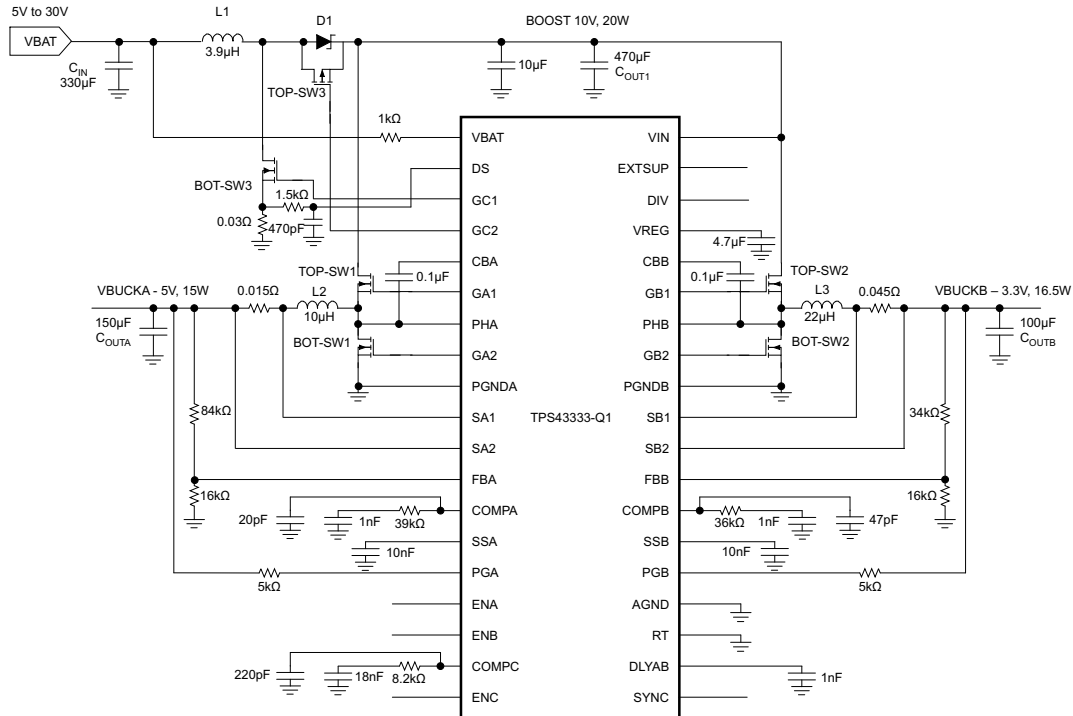 5V to 30V
VBAT
L1
3.9µH
D1
BOOST 10V, 20W
CIN
330µF
TOP-SW3
10µF
470µF
COUT1
1kΩ
BOT-SW3
1.5kΩ
0.03Ω
470pF
TOP-SW1
0.1µF
VBUCKA - 5V, 15W
0.015Ω
L2
10µH
150µF
COUTA
BOT-SW1
84kΩ
16kΩ
20pF
1nF
39kΩ
10nF
5kΩ
220pF
18nF
8.2kΩ
VBAT
DS
GC1
GC2
CBA
GA1
PHA
GA2
PGNDA
SA1
SA2
FBA
COMPA
SSA
PGA
ENA
ENB
COMPC
ENC
TPS43333-Q1
VIN
EXTSUP
DIV
VREG
CBB
GB1
PHB
GB2
PGNDB
SB1
SB2
FBB
COMPB
SSB
PGB
AGND
RT
DLYAB
SYNC
4.7µF
0.1µF
TOP-SW2
L3
22µH
0.045Ω
VBUCKB – 3.3V, 16.5W
BOT-SW2
100µF
COUTB
34kΩ
16kΩ
36kΩ
1nF
47pF
10nF
5kΩ
1nF